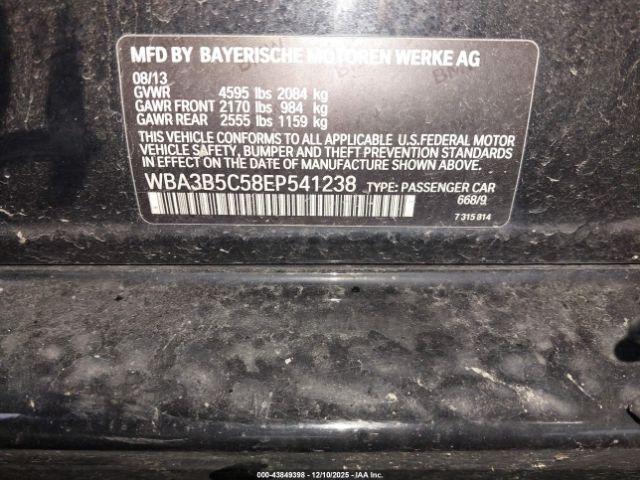 MFD BY BAYERISCHE MOTOREN WERKE AG
08/13
GVWR 4595 lbs 2084 kg
GAWR FRONT 2170 lbs 984 kg
GAWR REAR 2555 lbs 1159 kg
THIS VEHICLE CONFORMS TO ALL APPLICABLE U.S.FEDERAL MOTOR
VEHICLE SAFETY, BUMPER AND THEFT PREVENTION STANDARDS
IN EFFECT ON THE DATE OF MANUFACTURE SHOWN ABOVE.
WBA3B5C58EP541238 TYPE: PASSENGER CAR
668/9
7 315 814
000-43849398 - 12/10/2025 - IAA Inc.